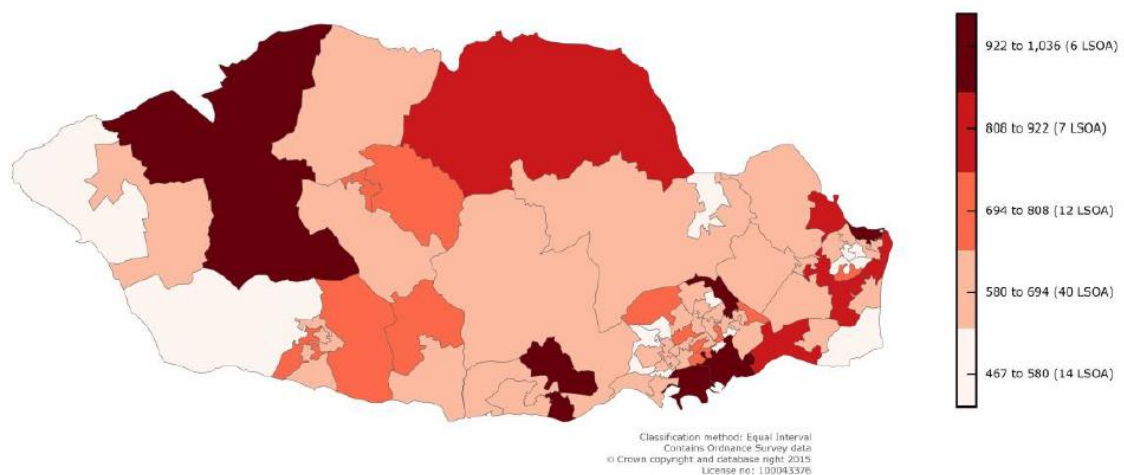 922 to 1,036 (6 LSOA)
808 to 922 (7 LSOA)
694 to 808 (12 LSOA)
580 to 694 (40 LSOA)
467 to 580 (14 LSOA)
Classification method: Equal Interval
Contains Ordnance Survey data
© Crown copyright and database right 2015
License no: 100043376